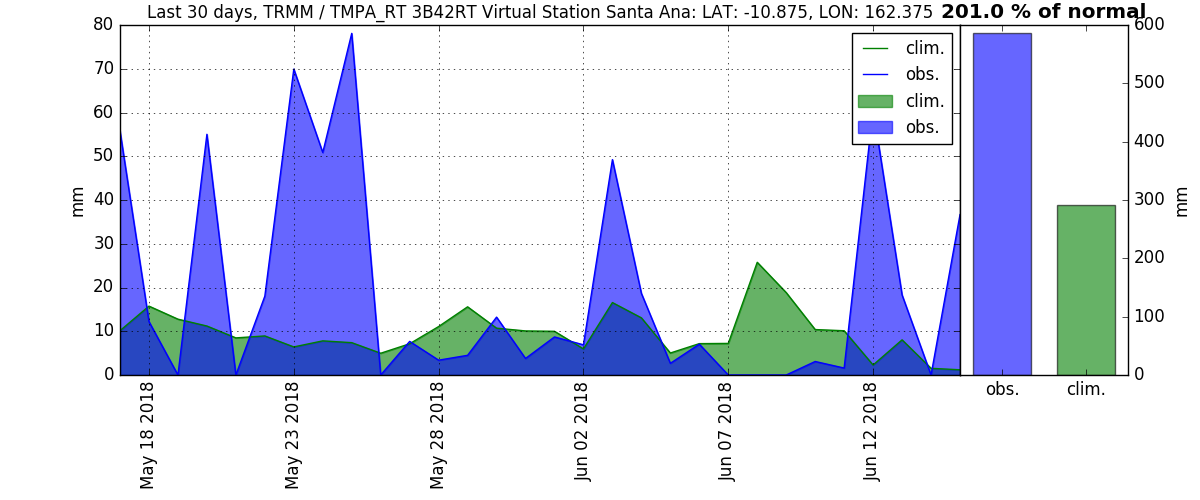 Last 30 days, TRMM / TMPA_RT 3B42RT Virtual Station Santa Ana: LAT: -10.875, LON: 162.375 201.0 % of normal
80
70
60
50
40
30
20
10
0
mm
clim.
obs.
clim.
obs.
600
500
400
300
200
100
0
mm
obs. clim.
May 18 2018
May 23 2018
May 28 2018
Jun 02 2018
Jun 07 2018
Jun 12 2018